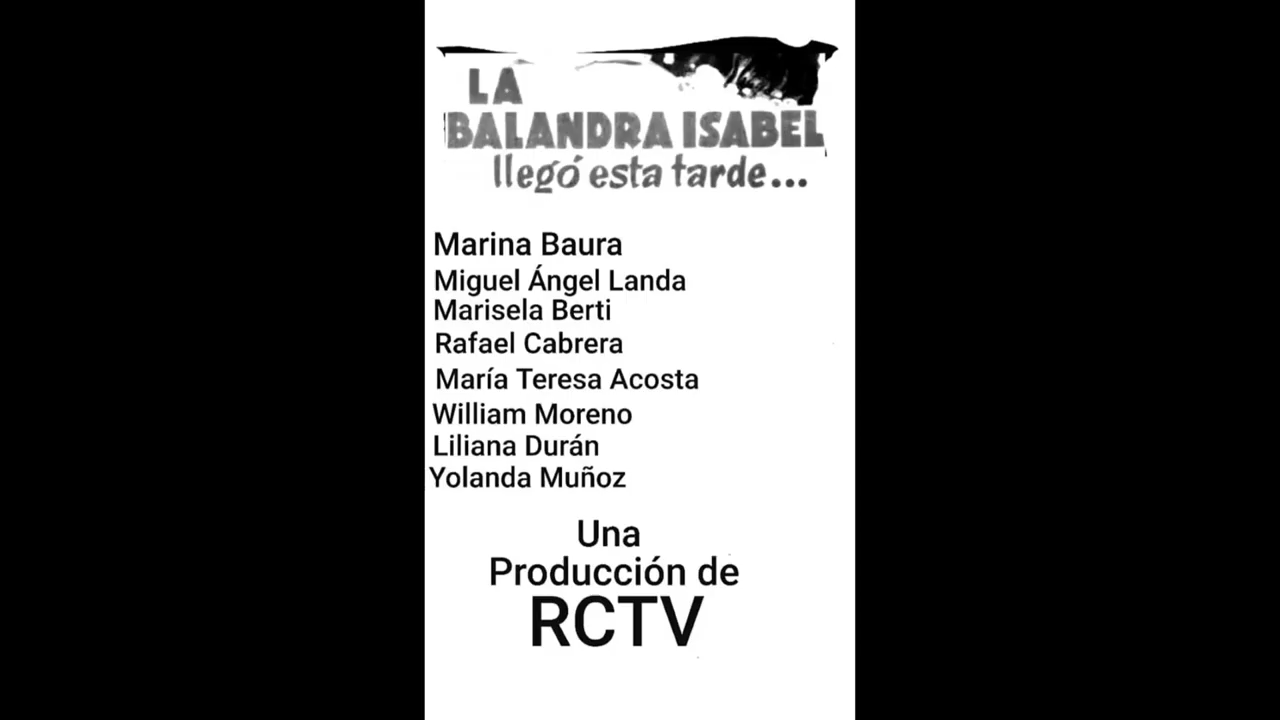 LA
BALANDRA ISABEL
llegó esta tarde...
Marina Baura
Miguel Ángel Landa
Marisela Berti
Rafael Cabrera
María Teresa Acosta
William Moreno
Liliana Durán
Yolanda Muñoz
Una
Producción de
RCTV